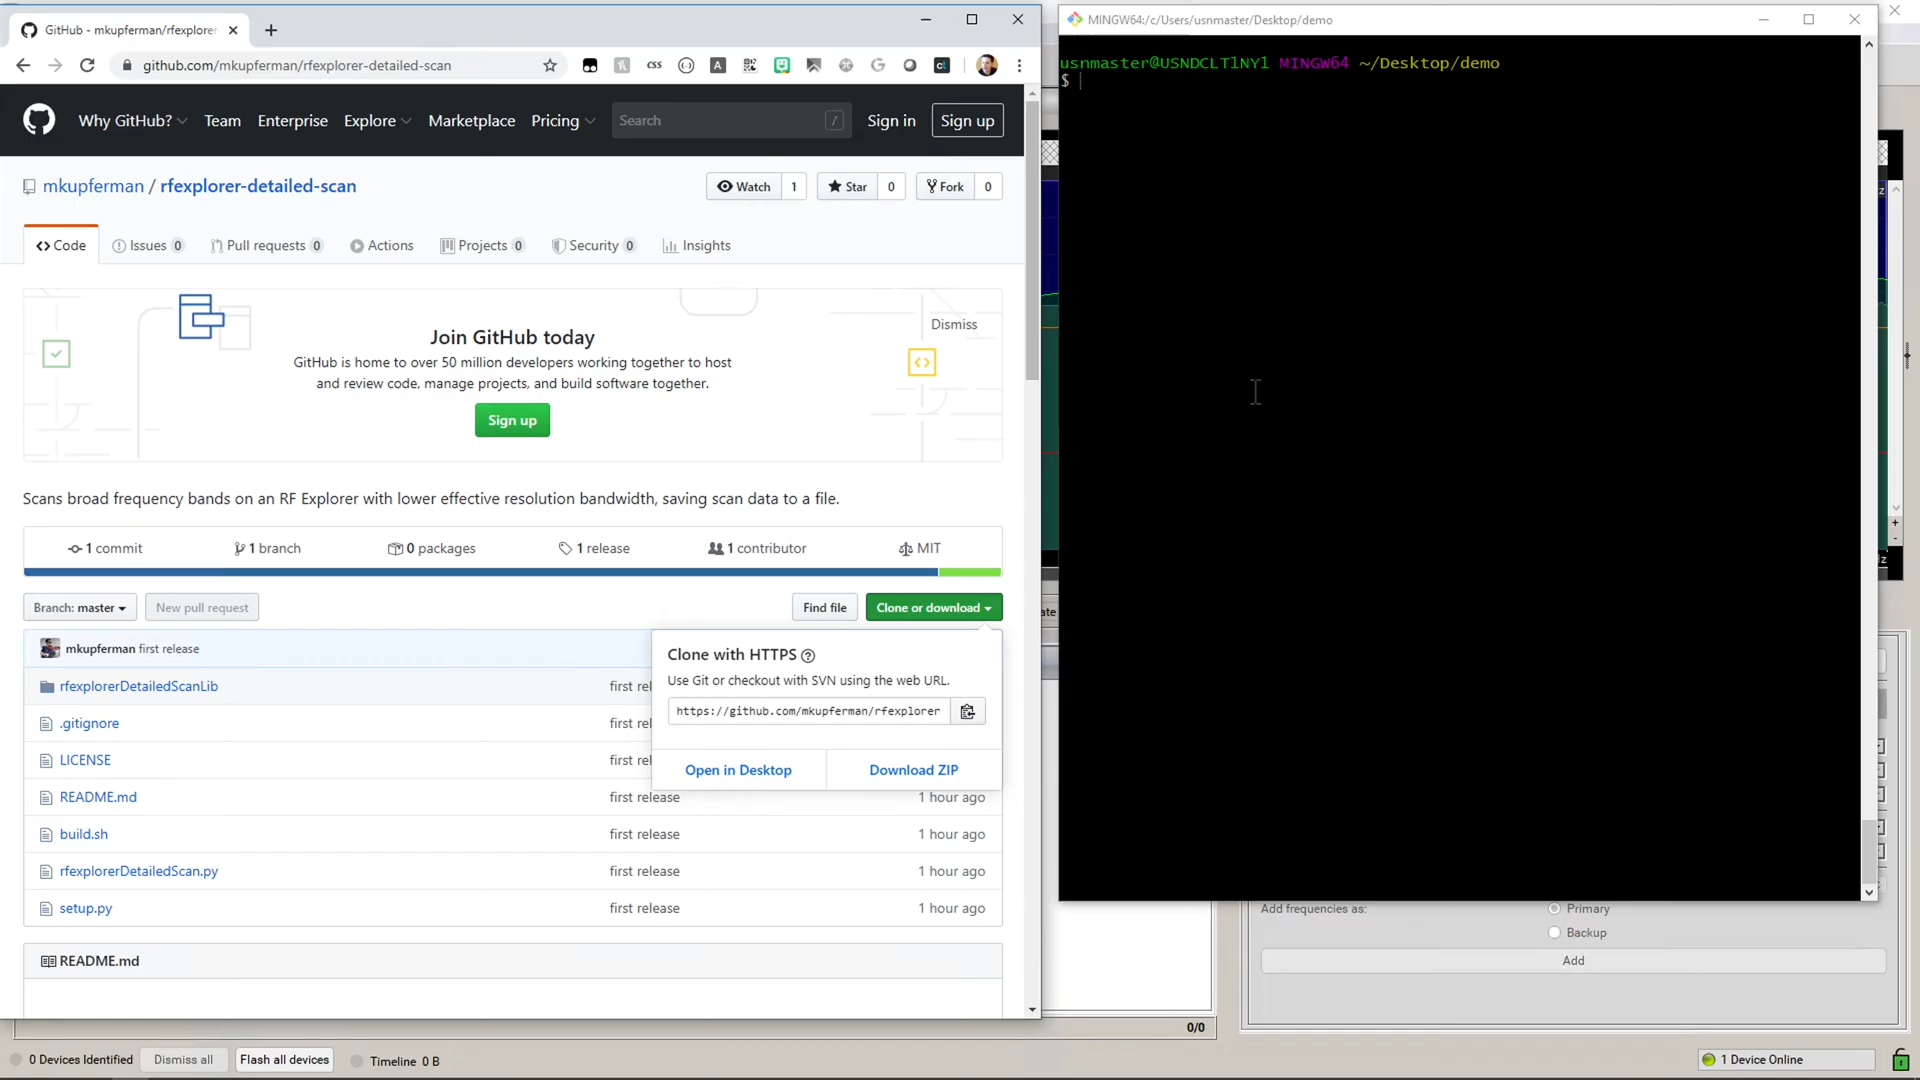 GitHub - mkupferman/rfexplorer
github.com/mkupferman/rfexplorer-detailed-scan
css
A
Why GitHub?
Team
Enterprise
Explore
Marketplace
Pricing
Search
/
Sign in
Sign up
mkupferman / rfexplorer-detailed-scan
Watch 1
Star 0
Fork 0
Code
Issues 0
Pull requests 0
Actions
Projects 0
Security 0
Insights
Join GitHub today
Dismiss
GitHub is home to over 50 million developers working together to host
and review code, manage projects, and build software together.
Sign up
Scans broad frequency bands on an RF Explorer with lower effective resolution bandwidth, saving scan data to a file.
1 commit
1 branch
0 packages
1 release
1 contributor
MIT
Branch: master
New pull request
Find file
Clone or download
mkupferman first release
Clone with HTTPS
Use Git or checkout with SVN using the web URL.
https://github.com/mkupferman/rfexplorer
Open in Desktop
Download ZIP
rfexplorerDetailedScanLib
first rel
.gitignore
first rel
LICENSE
first rel
README.md
first release
1 hour ago
build.sh
first release
1 hour ago
rfexplorerDetailedScan.py
first release
1 hour ago
setup.py
first release
1 hour ago
README.md
MINGW64:/c/Users/usnmaster/Desktop/demo
usnmaster@USNDCLT1NY1 MINGW64 ~/Desktop/demo
$
Add frequencies as:
Primary
Backup
Add
0/0
0 Devices Identified
Dismiss all
Flash all devices
Timeline 0 B
1 Device Online